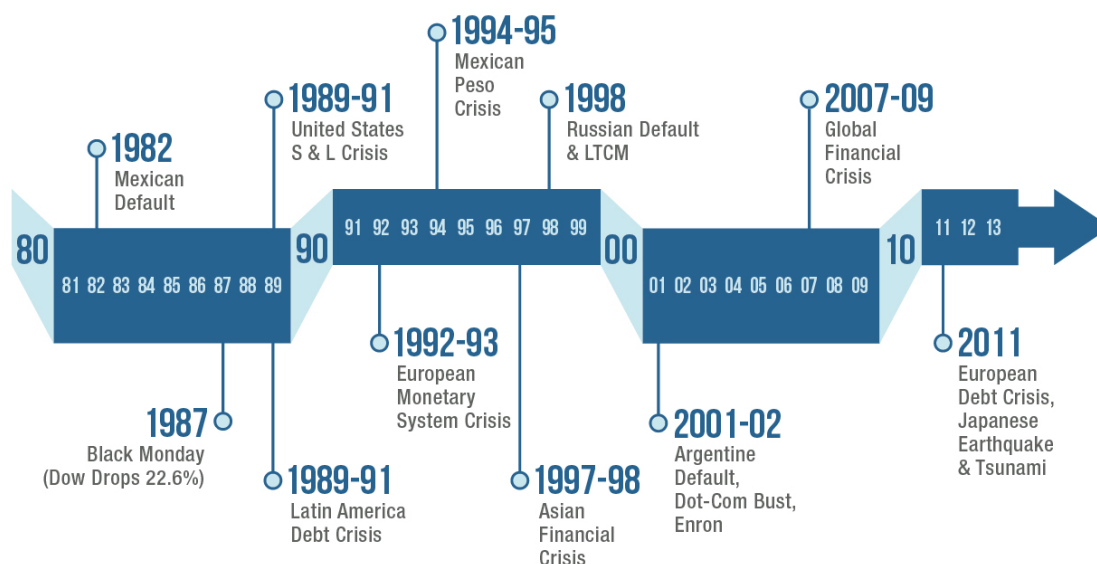 1982
Mexican
Default
1989-91
United States
S & L Crisis
1994-95
Mexican
Peso
Crisis
1998
Russian Default
& LTCM
2007-09
Global
Financial
Crisis
80
81 82 83 84 85 86 87 88 89
90
91 92 93 94 95 96 97 98 99
00
01 02 03 04 05 06 07 08 09
10
11 12 13
1987
Black Monday
(Dow Drops 22.6%)
1989-91
Latin America
Debt Crisis
1992-93
European
Monetary
System Crisis
1997-98
Asian
Financial
Crisis
2001-02
Argentine
Default,
Dot-Com Bust,
Enron
2011
European
Debt Crisis,
Japanese
Earthquake
& Tsunami